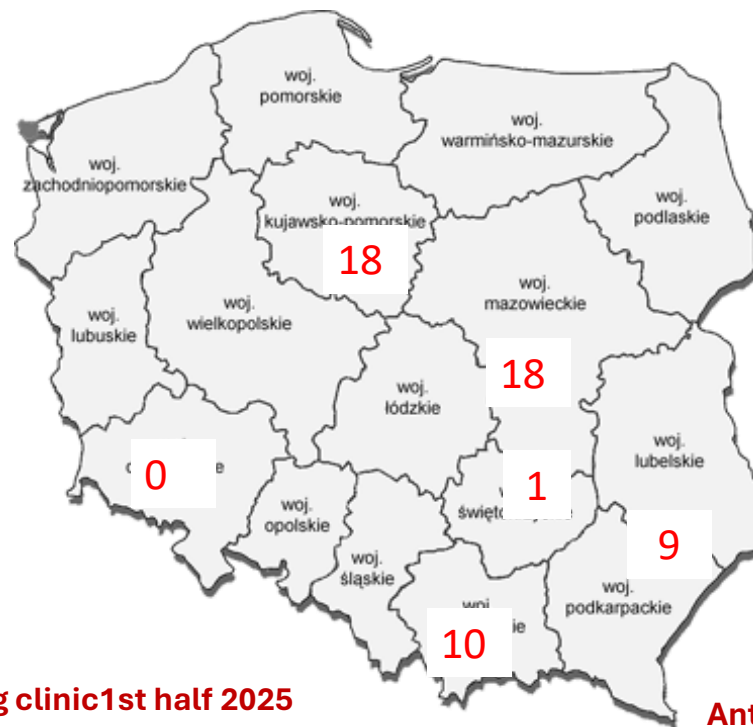 woj.
pomorskie
woj.
warmińsko-mazurskie
woj.
zachodniopomorskie
woj.
podlaskie
woj.
kujawsko-pomorskie
18
woj.
mazowieckie
woj.
wielkopolskie
woj.
lubuskie
18
woj.
łódzkie
woj.
lubelskie
0
1
woj.
opolskie
9
woj.
śląskie
woj.
podkarpackie
10
clinic1st half 2025